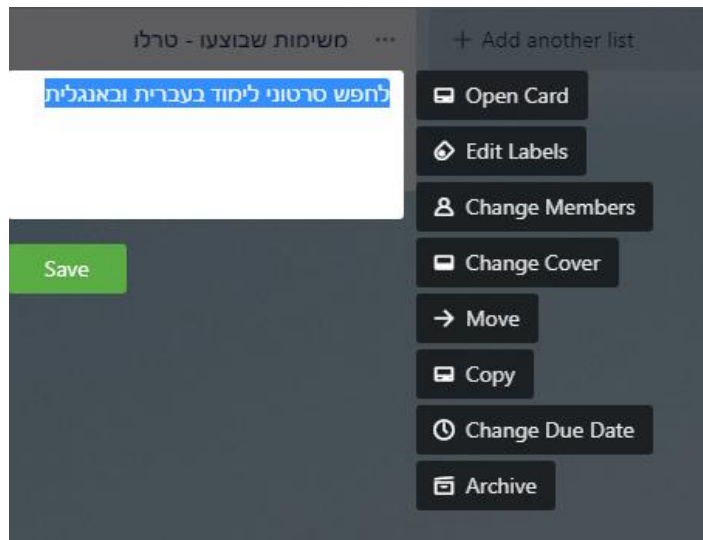 משימות שבוצעו - טרלו
+ Add another list
לחפש סרטוני לימוד בעברית ובאנגלית
Open Card
Edit Labels
Change Members
Change Cover
Save
Move
Copy
Change Due Date
Archive